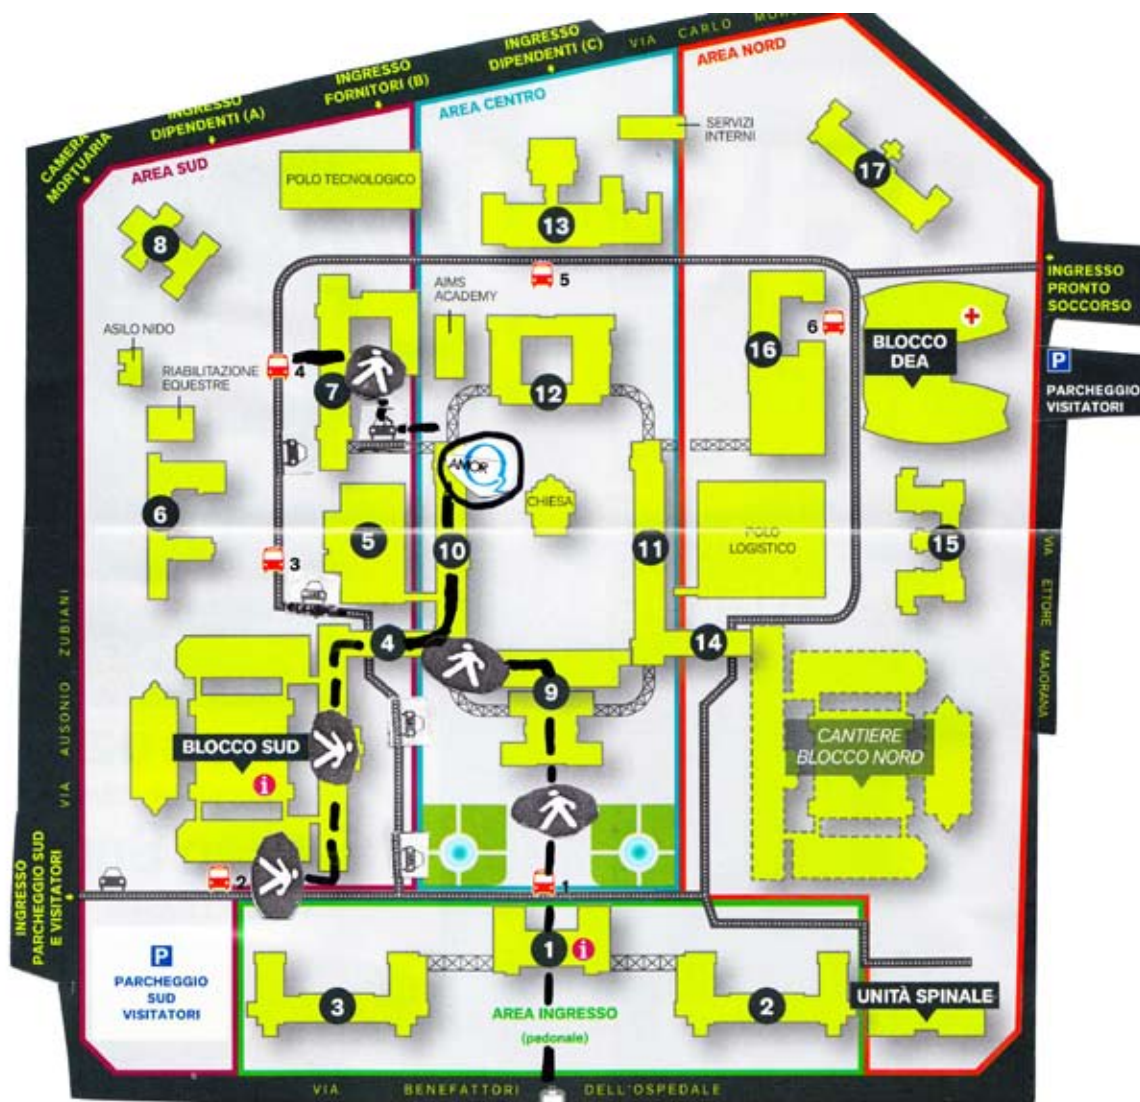 INGRESSO
DIPENDENTI (C)
VIA CARLO
AREA NORD
INGRESSO
FORNITORI (B)
AREA CENTRO
INGRESSO
DIPENDENTI (A)
SERVIZI
INTERNI
CAMERA
MORTUARIA
AREA SUD
POLO TECNOLOGICO
17
13
8
5
INGRESSO
PRONTO
SOCCORSO
AIMS
ACADEMY
ASILO NIDO
6
16
BLOCCO
DEA
RIABILITAZIONE
EQUESTRE
4
7
12
P
PARCHEGGIO
VISITATORI
AMOR
Q
CHIESA
6
5
10
11
POLO
LOGISTICO
15
3
VIA AUSONIO ZUBIANI
VIA ETTORE MAJORANA
4
14
9
BLOCCO SUD
i
CANTIERE
BLOCCO NORD
2
1
INGRESSO
PARCHEGGIO SUD
E VISITATORI
1
i
P
PARCHEGGIO
SUD
VISITATORI
3
AREA INGRESSO
(pedonale)
2
UNITÀ SPINALE
VIA BENEFATTORI DELL'OSPEDALE